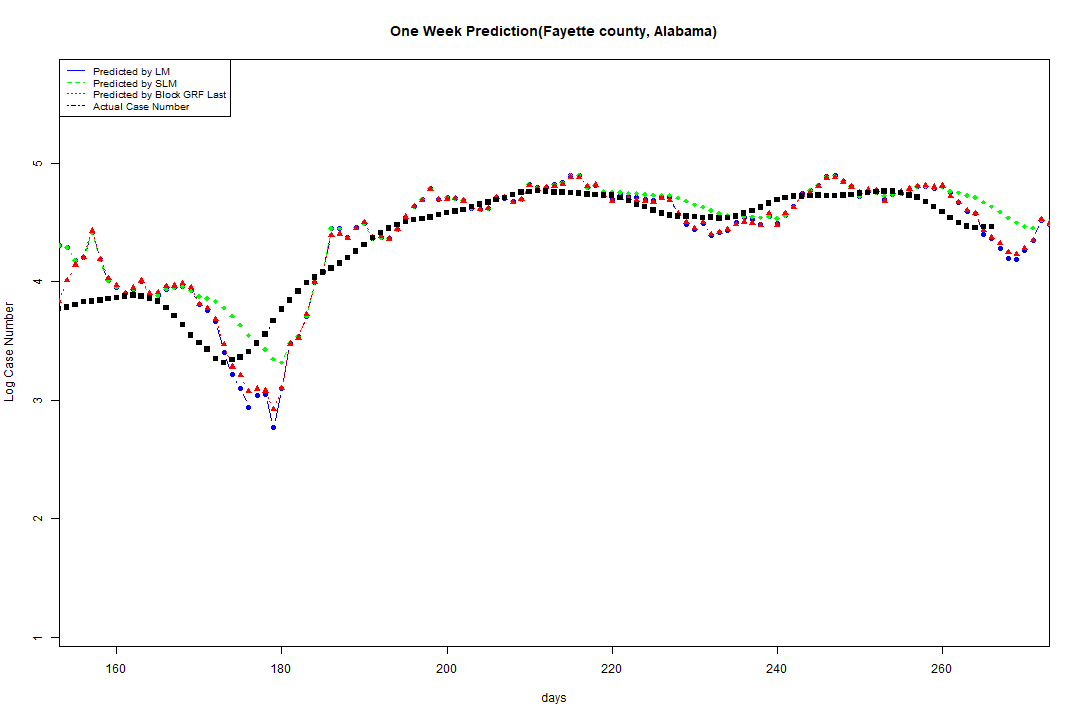 One Week Prediction(Fayette county, Alabama)
Predicted by LM
Predicted by SLM
Predicted by Block GRF Last
Actual Case Number
5
4
3
2
1
Log Case Number
160 180 200 220 240 260
days